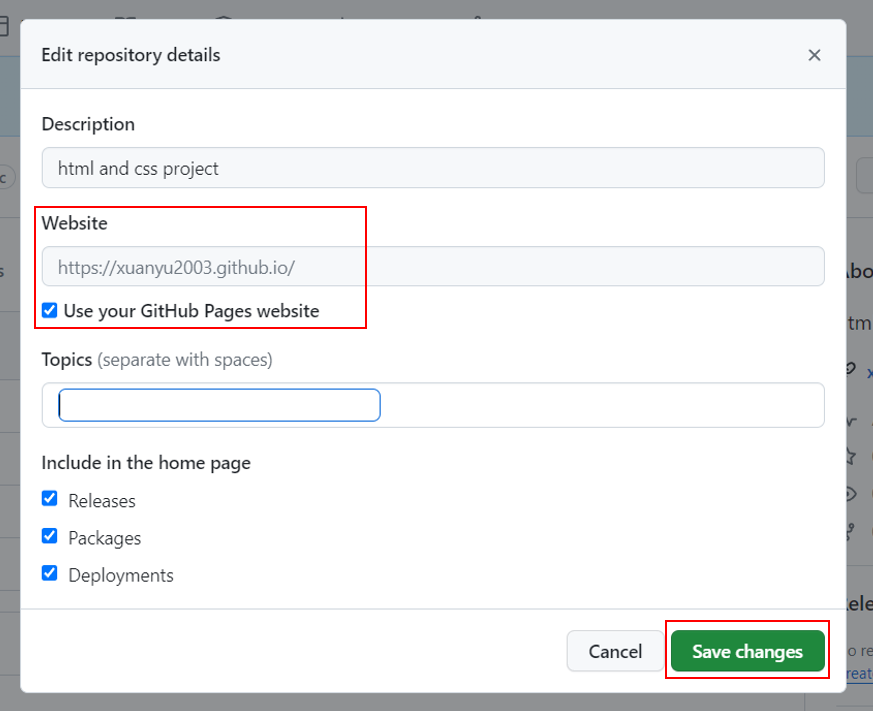 Edit repository details
Description
html and css project
Website
https://xuanyu2003.github.io/
Use your GitHub Pages website
Topics (separate with spaces)
Include in the home page
Releases
Packages
Deployments
Cancel
Save changes